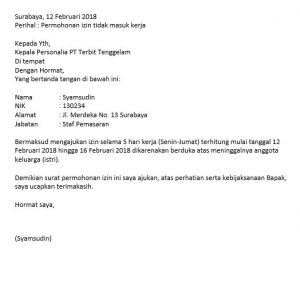 Surabaya, 12 Februari 2018
Perihal : Permohonan izin tidak masuk kerja
Kepada Yth,
Kepala Personalia PT Terbit Tenggelam
Di tempat
Dengan Hormat,
Yang bertanda tangan di bawah ini:
Nama : Syamsudin
NIK : 130234
Alamat : Jl. Merdeka No. 13 Surabaya
Jabatan : Staf Pemasaran
Bermaksud mengajukan izin selama 5 hari kerja (Senin-Jumat) terhitung mulai tanggal 12
Februari 2018 hingga 16 Februari 2018 dikarenakan berduka atas meninggalnya anggota
keluarga (istri).
Demikian surat permohonan izin ini saya ajukan, atas perhatian serta kebijaksanaan Bapak,
saya ucapkan terimakasih.
Hormat saya,
(Syamsudin)